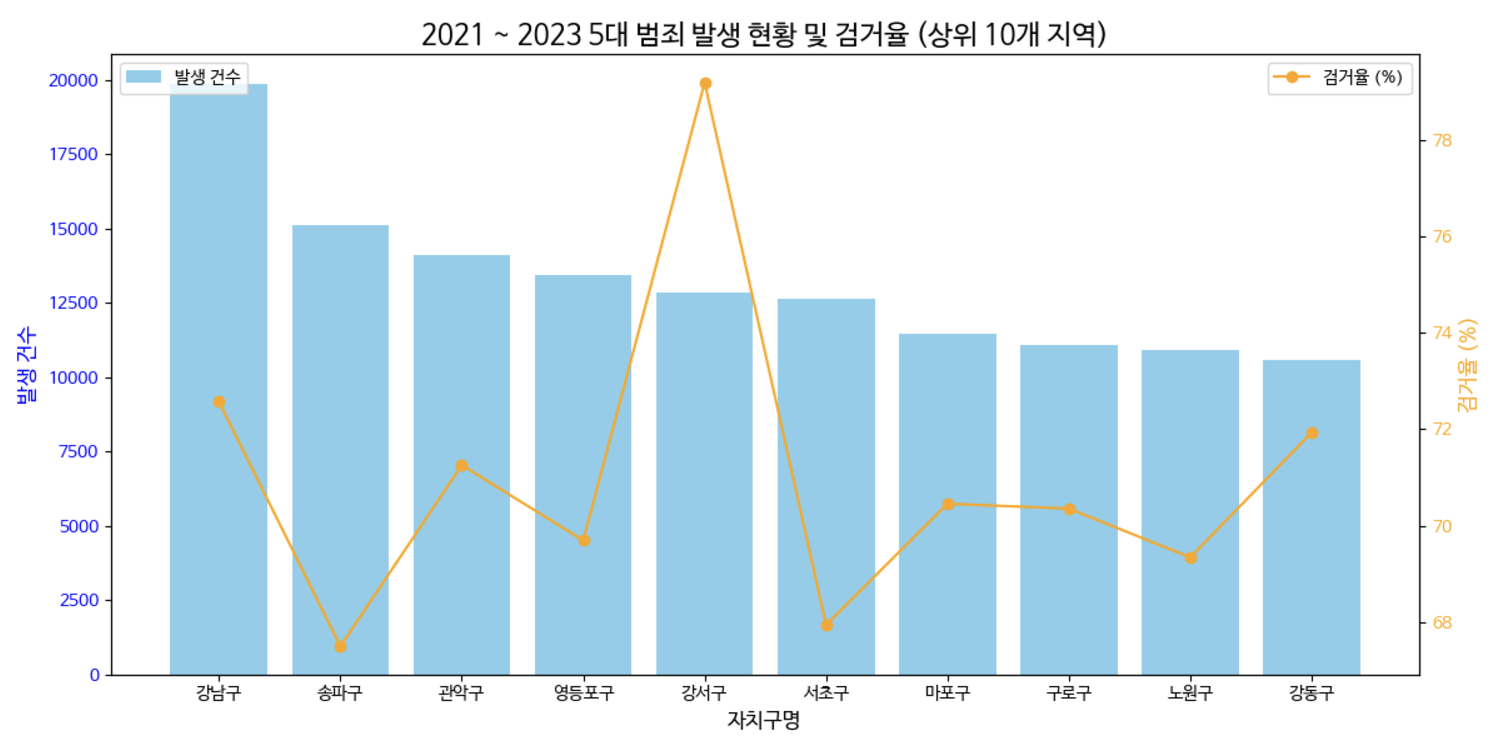 2021 ~ 2023 5대 범죄 발생 현황 및 검거율 (상위 10개 지역)
발생 건수
검거율 (%)
20000
17500
15000
12500
10000
7500
5000
2500
0
발생 건수
78
76
74
72
70
68
검거율 (%)
강남구 송파구 관악구 영등포구 강서구 서초구 마포구 구로구 노원구 강동구
자치구명